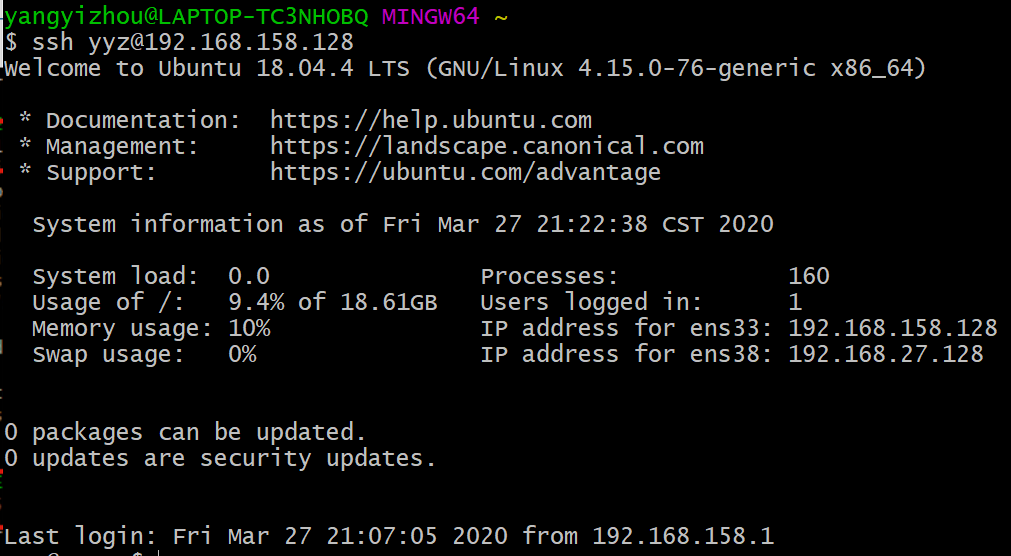 yangyizhou@LAPTOP-TC3NHOBQ MINGW64 ~
$ ssh yyz@192.168.158.128
Welcome to Ubuntu 18.04.4 LTS (GNU/Linux 4.15.0-76-generic x86_64)
* Documentation:  https://help.ubuntu.com
* Management:     https://landscape.canonical.com
* Support:        https://ubuntu.com/advantage
System information as of Fri Mar 27 21:22:38 CST 2020
System load:  0.0               Processes:            160
Usage of /:   9.4% of 18.61GB   Users logged in:      1
Memory usage: 10%               IP address for ens33: 192.168.158.128
Swap usage:   0%                IP address for ens38: 192.168.27.128
0 packages can be updated.
0 updates are security updates.
Last login: Fri Mar 27 21:07:05 2020 from 192.168.158.1